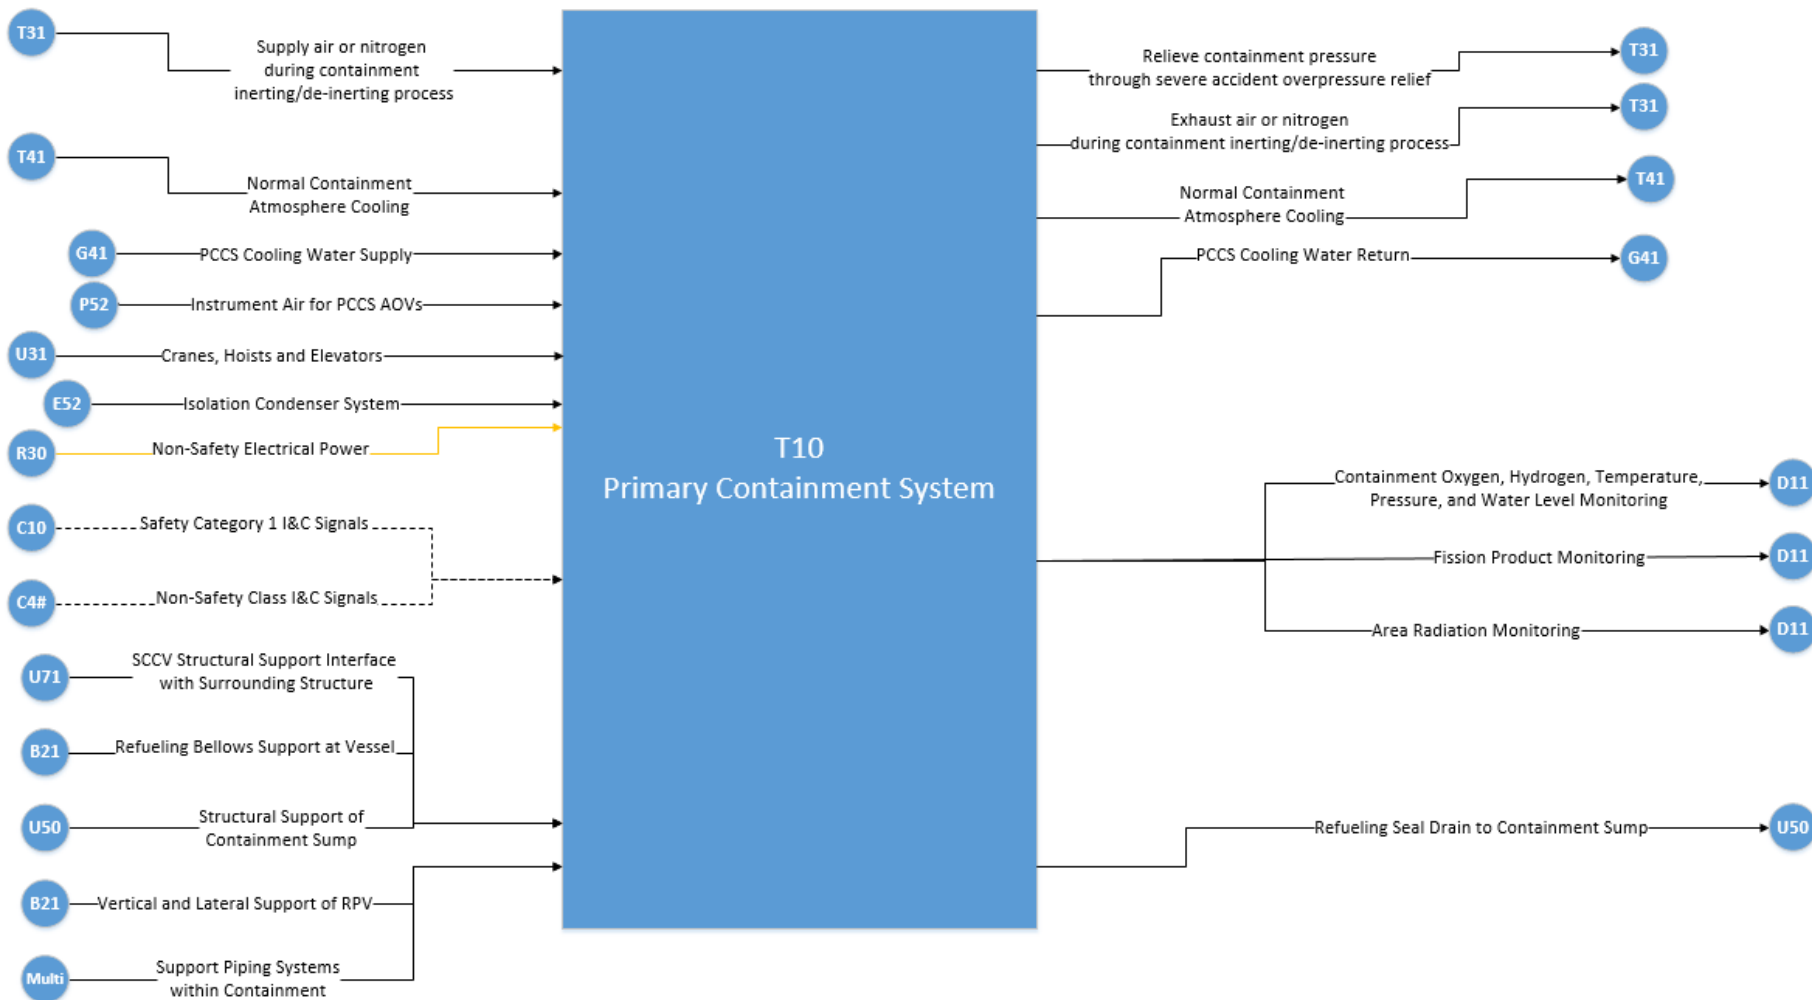 T31
Supply air or nitrogen
during containment
inerting/de-inerting process
T41
Normal Containment
Atmosphere Cooling
G41
PCCS Cooling Water Supply
P52
Instrument Air for PCCS AOVs
U31
Cranes, Hoists and Elevators
E52
Isolation Condenser System
R30
Non-Safety Electrical Power
C10
Safety Category 1 I&C Signals
C4#
Non-Safety Class I&C Signals
U71
SCCV Structural Support Interface
with Surrounding Structure
B21
Refueling Bellows Support at Vessel
U50
Structural Support of
Containment Sump
B21
Vertical and Lateral Support of RPV
Multi
Support Piping Systems
within Containment
T10
Primary Containment System
Relieve containment pressure
through severe accident overpressure relief
T31
Exhaust air or nitrogen
during containment inerting/de-inerting process
T31
Normal Containment
Atmosphere Cooling
T41
PCCS Cooling Water Return
G41
Containment Oxygen, Hydrogen, Temperature,
Pressure, and Water Level Monitoring
D11
Fission Product Monitoring
D11
Area Radiation Monitoring
D11
Refueling Seal Drain to Containment Sump
U50